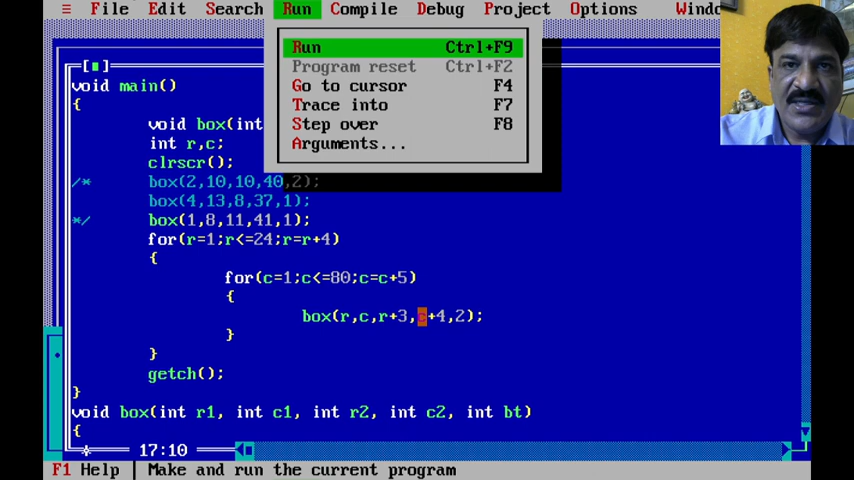 ≡ File Edit Search Run Compile Debug Project Options Windo
Run Ctrl+F9
Program reset Ctrl+F2
Go to cursor F4
Trace into F7
Step over F8
Arguments...
[■]
void main()
{
void box(int
int r,c;
clrscr();
/* box(2,10,10,40,2);
box(4,13,8,37,1);
*/ box(1,8,11,41,1);
for(r=1;r<=24;r=r+4)
{
for(c=1;c<=80;c=c+5)
{
box(r,c,r+3,c+4,2);
}
}
getch();
}
void box(int r1, int c1, int r2, int c2, int bt)
{
17:10
F1 Help | Make and run the current program